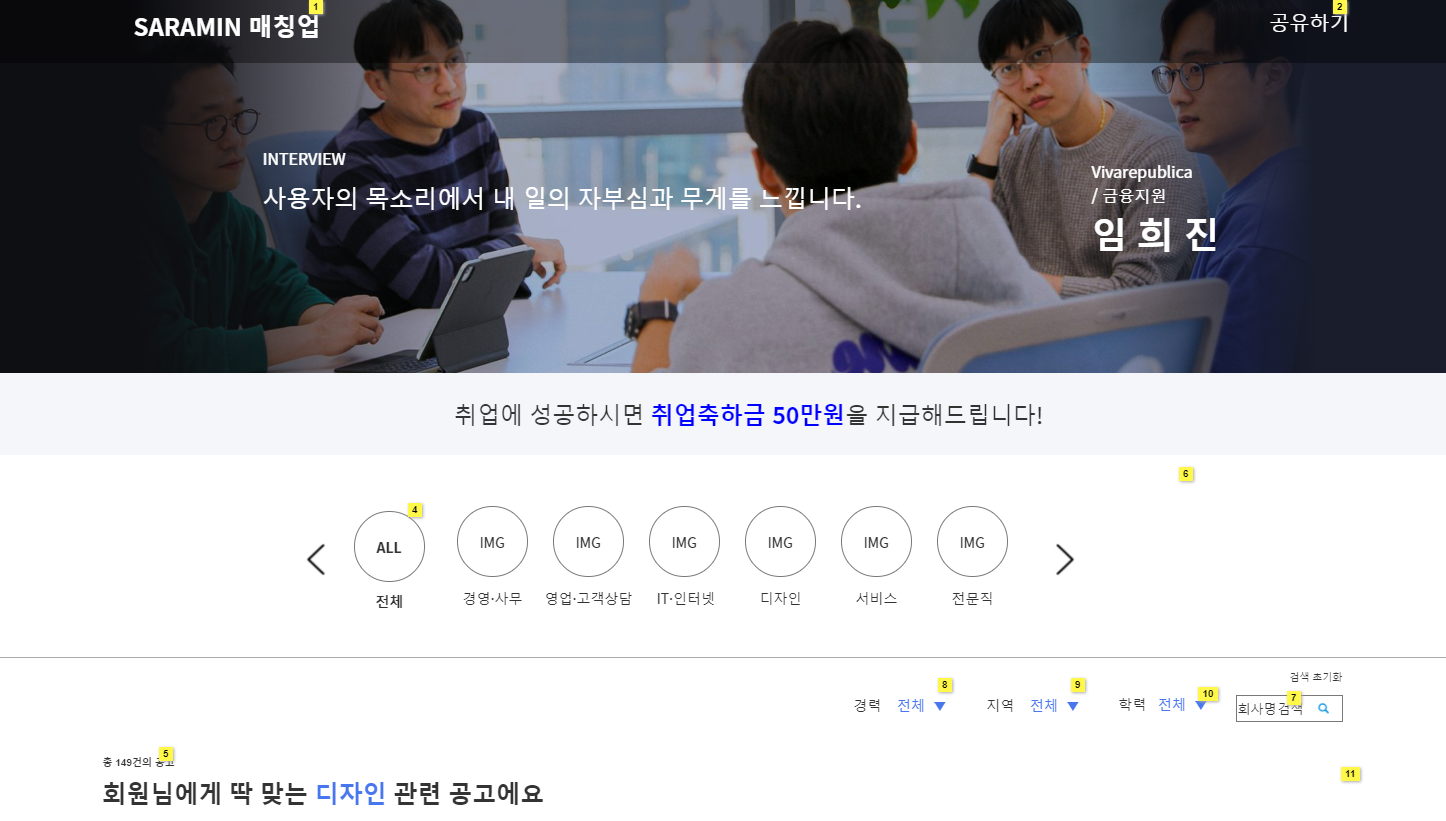 SARAMIN 매칭업
1
공유하기
2
INTERVIEW
사용자의 목소리에서 내 일의 자부심과 무게를 느낍니다.
Vivarepublica
/ 금융지원
임 희 진
취업에 성공하시면 취업축하금 50만원을 지급해드립니다!
6
4
ALL
IMG
IMG
IMG
IMG
IMG
IMG
전체
경영·사무
영업·고객상담
IT·인터넷
디자인
서비스
전문직
검색 초기화
경력 전체 ▼
8
지역 전체 ▼
9
학력 전체 ▼
10
회사명검색
7
총 149건의 공고
5
회원님에게 딱 맞는 디자인 관련 공고에요
11